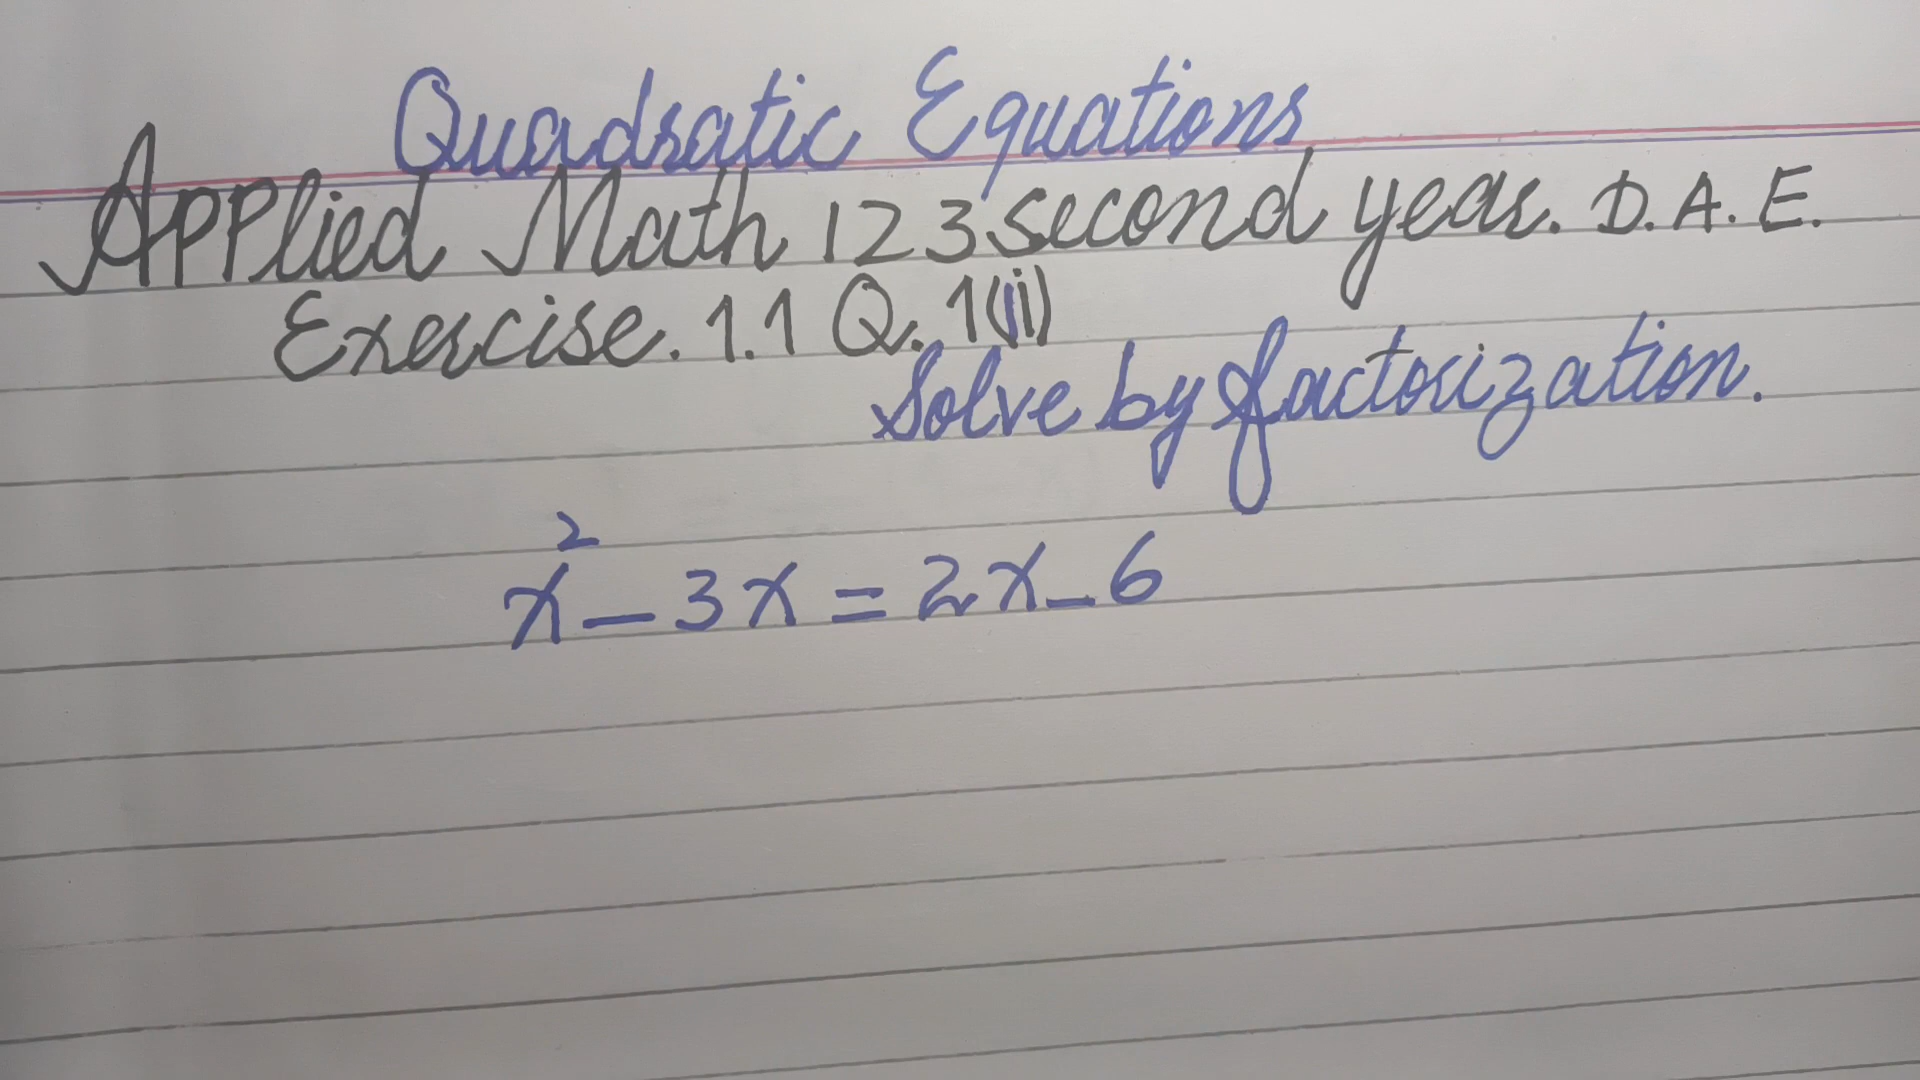 Quadratic Equations
Applied Math 123 second year. D.A.E.
Exercise. 1.1 Q. 1(ii)
Solve by factorization.
x² - 3x = 2x - 6